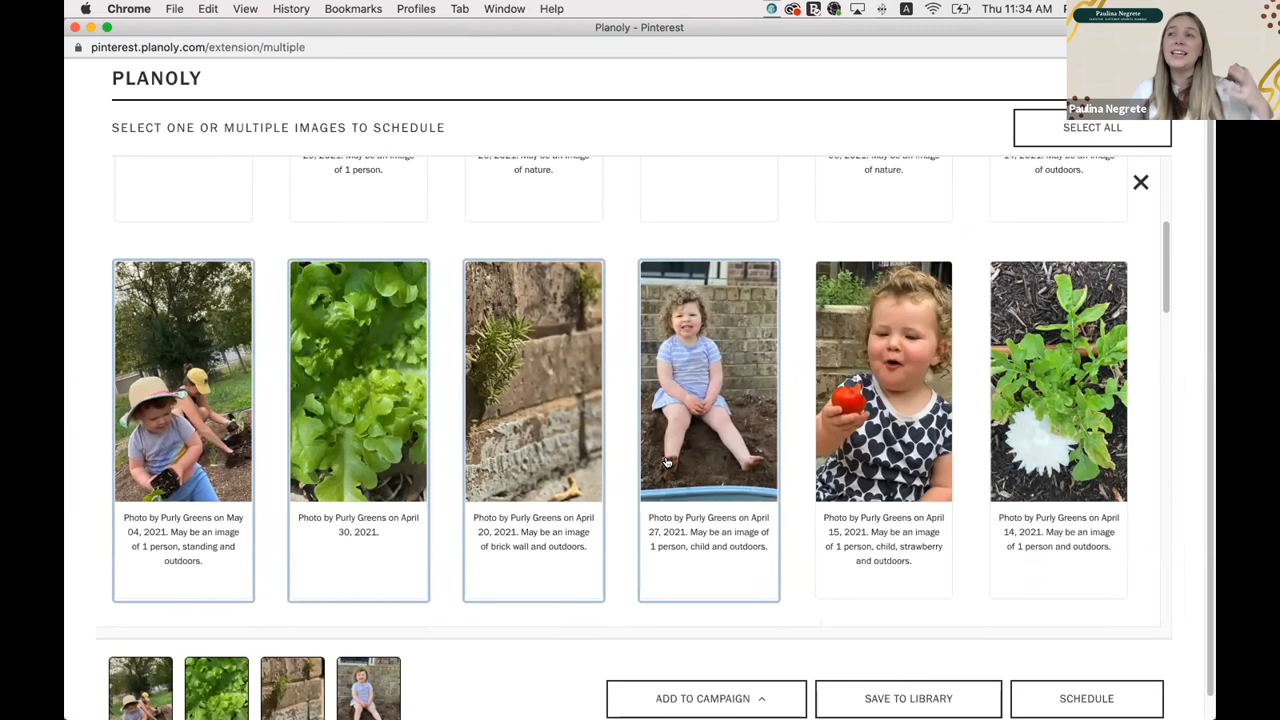 Chrome File Edit View History Bookmarks Profiles Tab Window Help
Thu 11:34 AM
Planoly - Pinterest
pinterest.planoly.com/extension/multiple
Paulina Negrete
Paulina Negrete
PLANOLY
SELECT ONE OR MULTIPLE IMAGES TO SCHEDULE
SELECT ALL
of 1 person.
of nature.
of nature.
of outdoors.
Photo by Purly Greens on May
04, 2021. May be an image
of 1 person, standing and
outdoors.
Photo by Purly Greens on April
30, 2021.
Photo by Purly Greens on April
20, 2021. May be an image
of brick wall and outdoors.
Photo by Purly Greens on April
27, 2021. May be an image of
1 person, child and outdoors.
Photo by Purly Greens on April
15, 2021. May be an image
of 1 person, child, strawberry
and outdoors.
Photo by Purly Greens on April
14, 2021. May be an image
of 1 person and outdoors.
ADD TO CAMPAIGN
SAVE TO LIBRARY
SCHEDULE